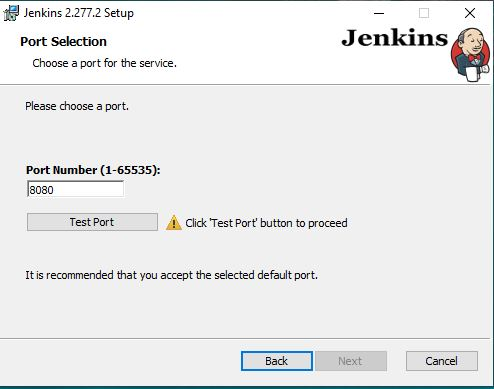 Jenkins 2.277.2 Setup
Port Selection
Choose a port for the service.
Jenkins
Please choose a port.
Port Number (1-65535):
8080
Test Port
Click 'Test Port' button to proceed
It is recommended that you accept the selected default port.
Back
Next
Cancel